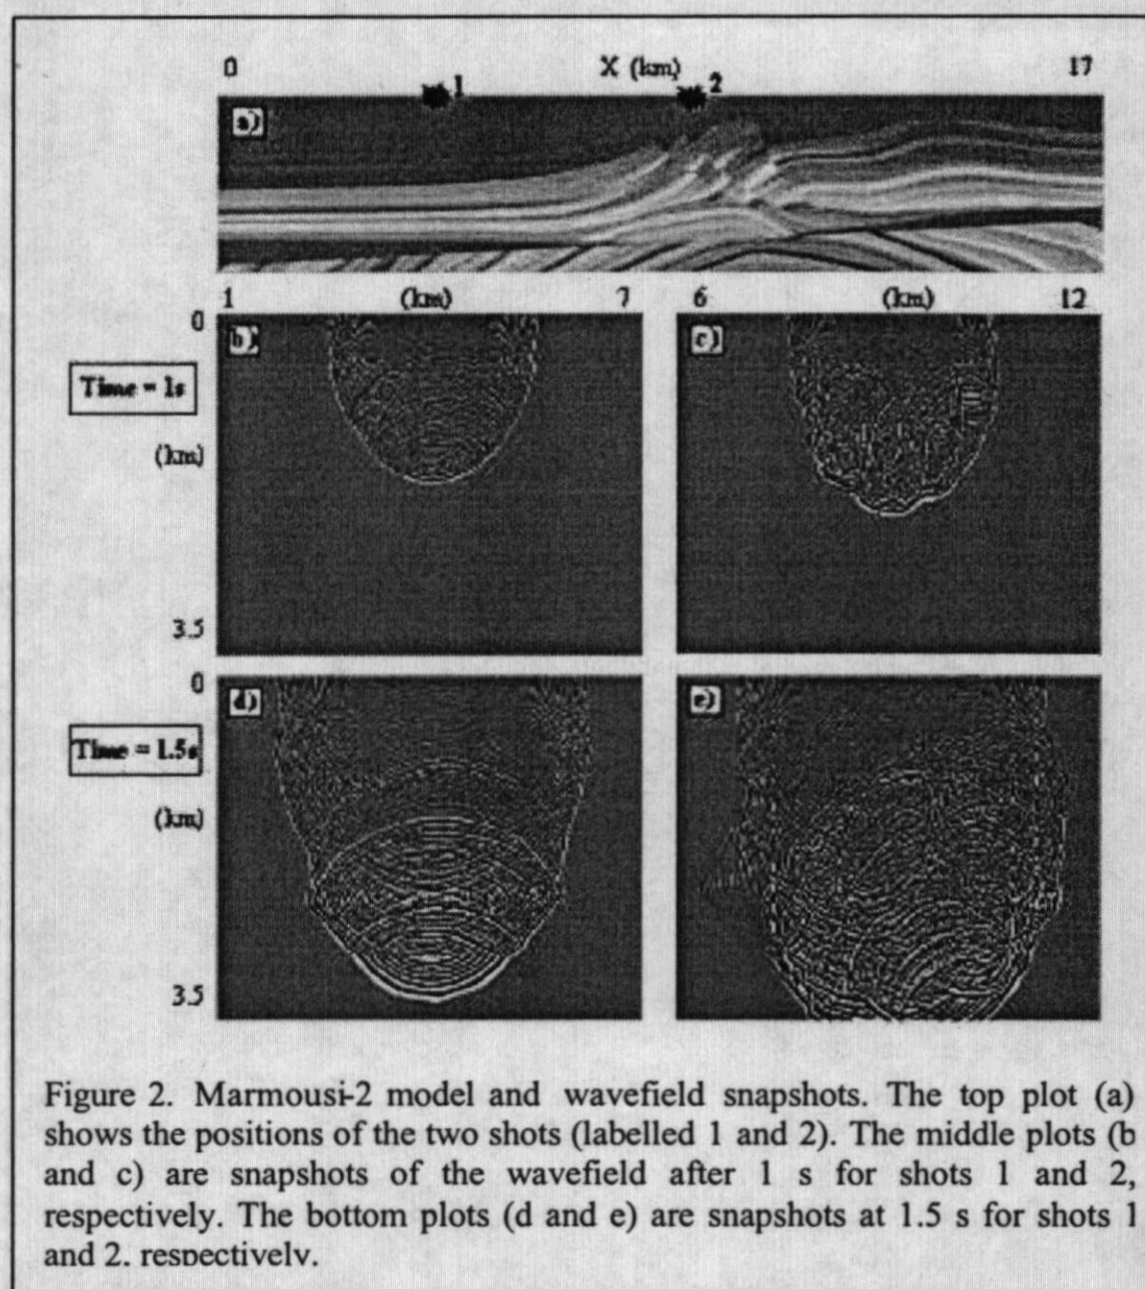 0 X (km) 17
1 2
a)
1 (km) 7 6 (km) 12
0
b) c)
Time = 1s
(km)
3.5
0
d) e)
Time = 1.5s
(km)
3.5
Figure 2. Marmousi-2 model and wavefield snapshots. The top plot (a)
shows the positions of the two shots (labelled 1 and 2). The middle plots (b
and c) are snapshots of the wavefield after 1 s for shots 1 and 2,
respectively. The bottom plots (d and e) are snapshots at 1.5 s for shots 1
and 2, respectively.